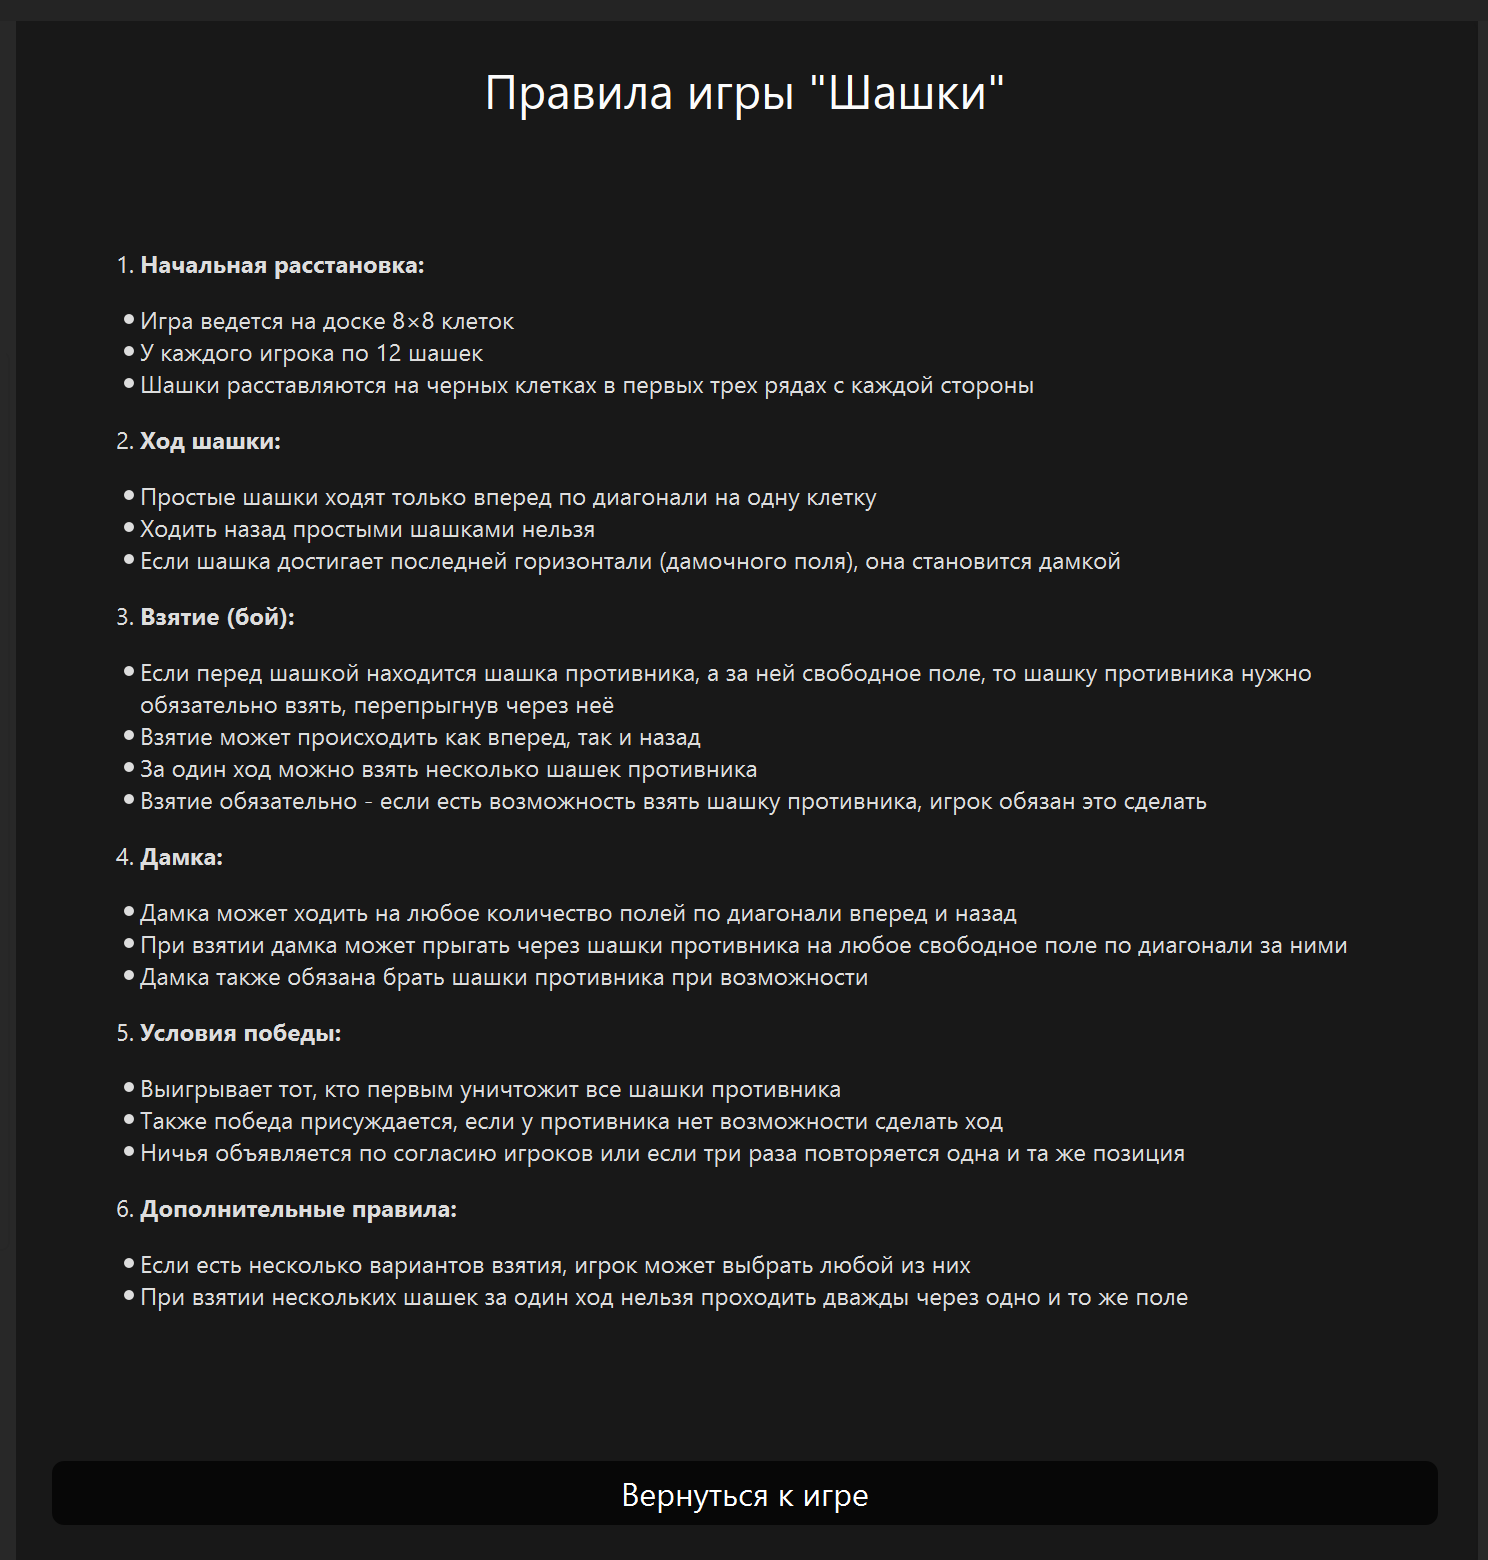 Правила игры "Шашки"
1. Начальная расстановка:
• Игра ведется на доске 8×8 клеток
• У каждого игрока по 12 шашек
• Шашки расставляются на черных клетках в первых трех рядах с каждой стороны
2. Ход шашки:
• Простые шашки ходят только вперед по диагонали на одну клетку
• Ходить назад простыми шашками нельзя
• Если шашка достигает последней горизонтали (дамочного поля), она становится дамкой
3. Взятие (бой):
• Если перед шашкой находится шашка противника, а за ней свободное поле, то шашку противника нужно
обязательно взять, перепрыгнув через неё
• Взятие может происходить как вперед, так и назад
• За один ход можно взять несколько шашек противника
• Взятие обязательно - если есть возможность взять шашку противника, игрок обязан это сделать
4. Дамка:
• Дамка может ходить на любое количество полей по диагонали вперед и назад
• При взятии дамка может прыгать через шашки противника на любое свободное поле по диагонали за ними
• Дамка также обязана брать шашки противника при возможности
5. Условия победы:
• Выигрывает тот, кто первым уничтожит все шашки противника
• Также победа присуждается, если у противника нет возможности сделать ход
• Ничья объявляется по согласию игроков или если три раза повторяется одна и та же позиция
6. Дополнительные правила:
• Если есть несколько вариантов взятия, игрок может выбрать любой из них
• При взятии нескольких шашек за один ход нельзя проходить дважды через одно и то же поле
Вернуться к игре